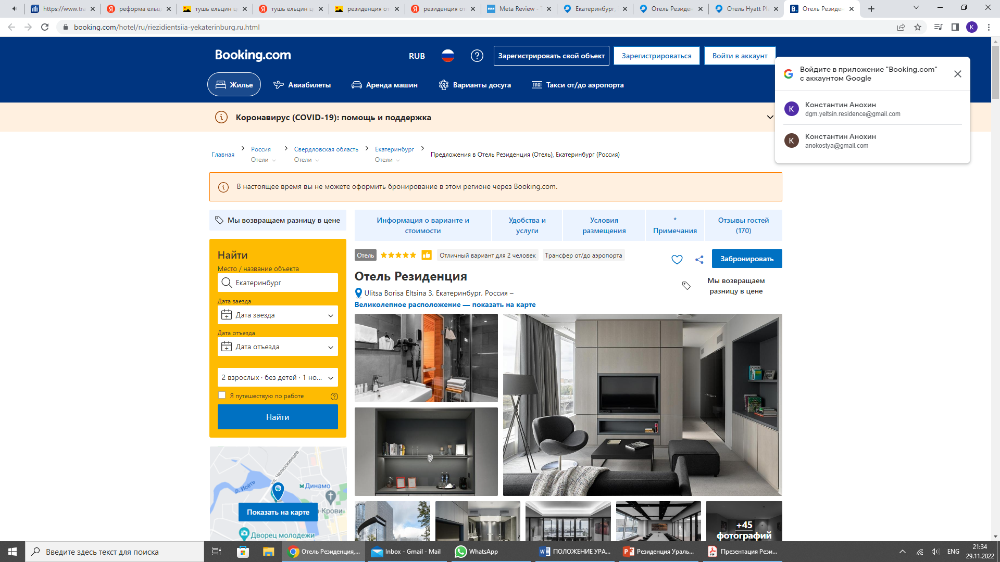 https://www.tra
реформа ельц
тушь ельцин ц
тушь ельцин ц
резиденция от
резиденция от
Meta Review - T
Екатеринбург,
Отель Резиден
Отель Hyatt Pla
Отель Резиден
booking.com/hotel/ru/riezidientsiia-yekaterinburg.ru.html
K
Booking.com
RUB
Зарегистрировать свой объект
Зарегистрироваться
Войти в аккаунт
Жилье
Авиабилеты
Аренда машин
Варианты досуга
TAXI
Такси от/до аэропорта
Войдите в приложение "Booking.com"
с аккаунтом Google
K
Константин Анохин
dgm.yeltsin.residence@gmail.com
K
Константин Анохин
anokostya@gmail.com
Коронавирус (COVID-19): помощь и поддержка
Главная
Россия
Отели
Свердловская область
Отели
Екатеринбург
Отели
Предложения в Отель Резиденция (Отель), Екатеринбург (Россия)
В настоящее время вы не можете оформить бронирование в этом регионе через Booking.com.
Мы возвращаем разницу в цене
Информация о варианте и
стоимости
Удобства и
услуги
Условия
размещения
*
Примечания
Отзывы гостей
(170)
Найти
Место / название объекта
Екатеринбург
Дата заезда
Дата заезда
Дата отъезда
Дата отъезда
2 взрослых · без детей · 1 но...
Я путешествую по работе
Найти
Отель
Отличный вариант для 2 человек
Трансфер от/до аэропорта
Забронировать
Отель Резиденция
Мы возвращаем
разницу в цене
Ulitsa Borisa Eltsina 3, Екатеринбург, Россия –
Великолепное расположение — показать на карте
ул. Челюскинцев
р. Исеть
Динамо
а-Крови
Показать на карте
Дворец молодежи
+45
фотографий
Введите здесь текст для поиска
Отель Резиденция,...
Inbox - Gmail - Mail
WhatsApp
ПОЛОЖЕНИЕ УРА...
Резиденция Ураль...
Презентация Рези...
ENG
21:34
29.11.2022